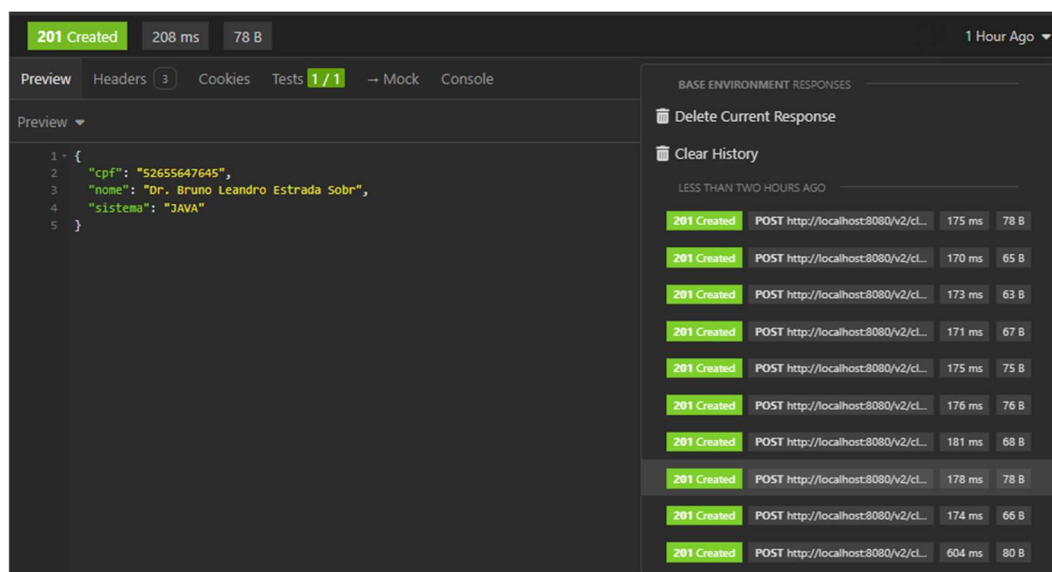 201 Created 208 ms 78 B 1 Hour Ago
Preview Headers 3 Cookies Tests 1 / 1 → Mock Console
Preview
1 {
2 "cpf": "52655647645",
3 "nome": "Dr. Bruno Leandro Estrada Sobr",
4 "sistema": "JAVA"
5 }
BASE ENVIRONMENT RESPONSES
Delete Current Response
Clear History
LESS THAN TWO HOURS AGO
201 Created POST http://localhost:8080/v2/cl... 175 ms 78 B
201 Created POST http://localhost:8080/v2/cl... 170 ms 65 B
201 Created POST http://localhost:8080/v2/cl... 173 ms 63 B
201 Created POST http://localhost:8080/v2/cl... 171 ms 67 B
201 Created POST http://localhost:8080/v2/cl... 175 ms 75 B
201 Created POST http://localhost:8080/v2/cl... 176 ms 76 B
201 Created POST http://localhost:8080/v2/cl... 181 ms 68 B
201 Created POST http://localhost:8080/v2/cl... 178 ms 78 B
201 Created POST http://localhost:8080/v2/cl... 174 ms 66 B
201 Created POST http://localhost:8080/v2/cl... 604 ms 80 B